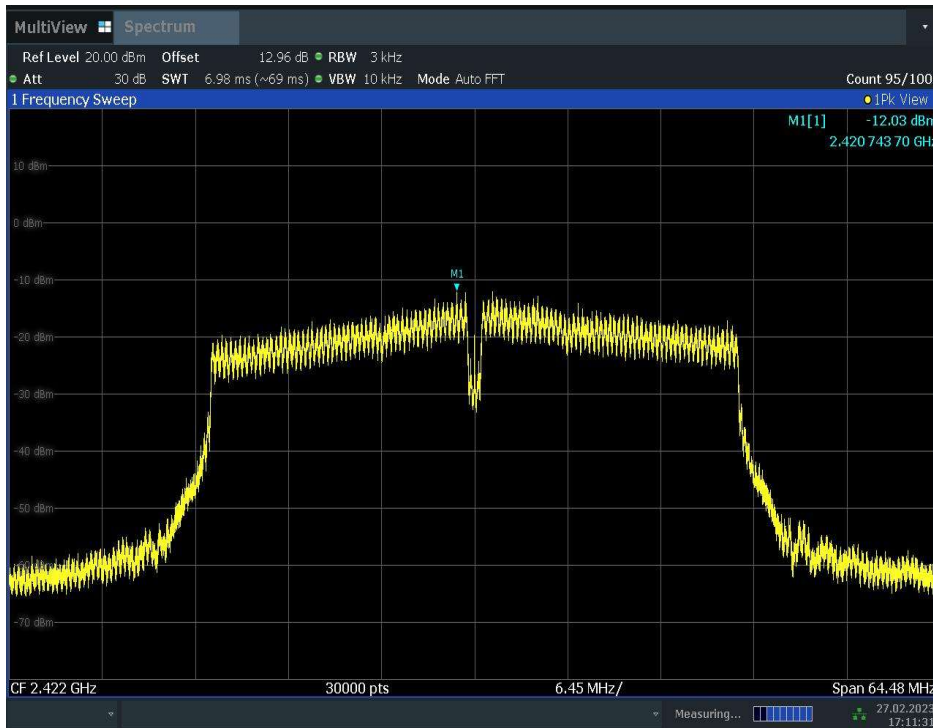 MultiView Spectrum
Ref Level 20.00 dBm Offset 12.96 dB RBW 3 kHz
Att 30 dB SWT 6.98 ms (~69 ms) VBW 10 kHz Mode Auto FFT Count 95/100
1 Frequency Sweep 1Pk View
M1[1] -12.03 dBm
2.420 743 70 GHz
10 dBm
0 dBm
M1
-10 dBm
-20 dBm
-30 dBm
-40 dBm
-50 dBm
-60 dBm
-70 dBm
CF 2.422 GHz 30000 pts 6.45 MHz/ Span 64.48 MHz
Measuring... 27.02.2023
17:11:31